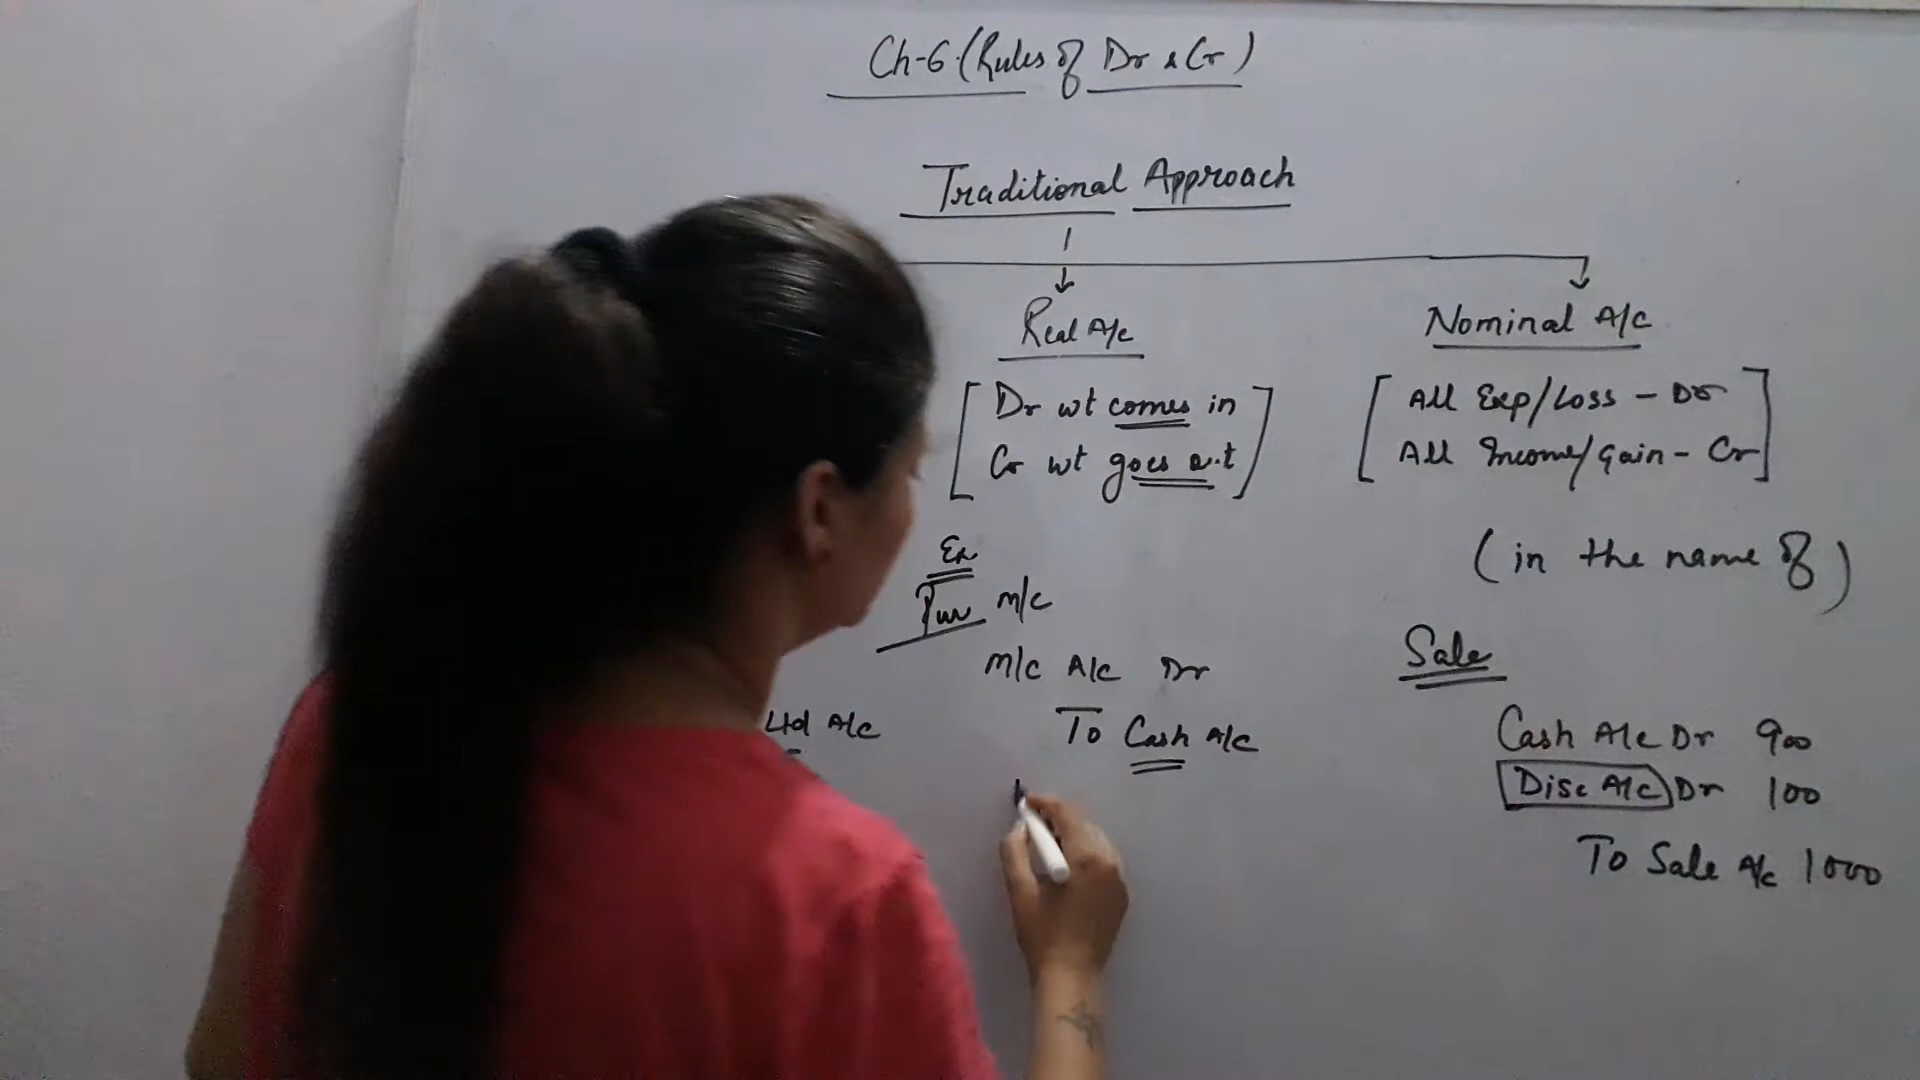 Ch-6 (Rules of Dr & Cr)
Traditional Approach
Real A/c
Dr wt comes in
Cr wt goes out
Nominal A/c
All Exp/Loss - Dr
All Income/Gain - Cr
(in the name of)
Ex
Pur m/c
m/c A/c Dr
To Cash A/c
Ltd A/c
Sale
Cash A/c Dr 900
Disc A/c Dr 100
To Sale A/c 1000